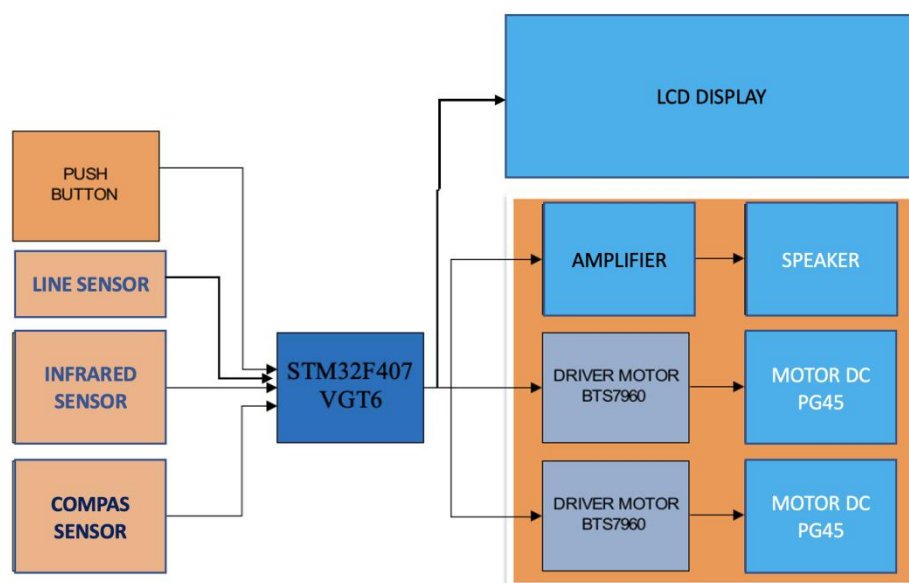 LCD DISPLAY
PUSH
BUTTON
LINE SENSOR
INFRARED
SENSOR
COMPAS
SENSOR
STM32F407
VGT6
AMPLIFIER
SPEAKER
DRIVER MOTOR
BTS7960
MOTOR DC
PG45
DRIVER MOTOR
BTS7960
MOTOR DC
PG45